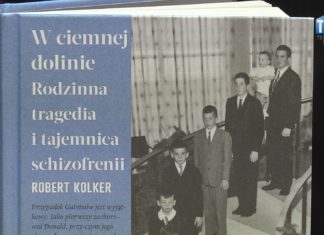 W ciemnej
dolinie
Rodzinna
tragedia
i tajemnica
schizofrenii
ROBERT KOLKER
Przypadek Galvinów jest wyjąt-
kowy. Jako pierwszy zachoro-
wał Donald, przy czym jego